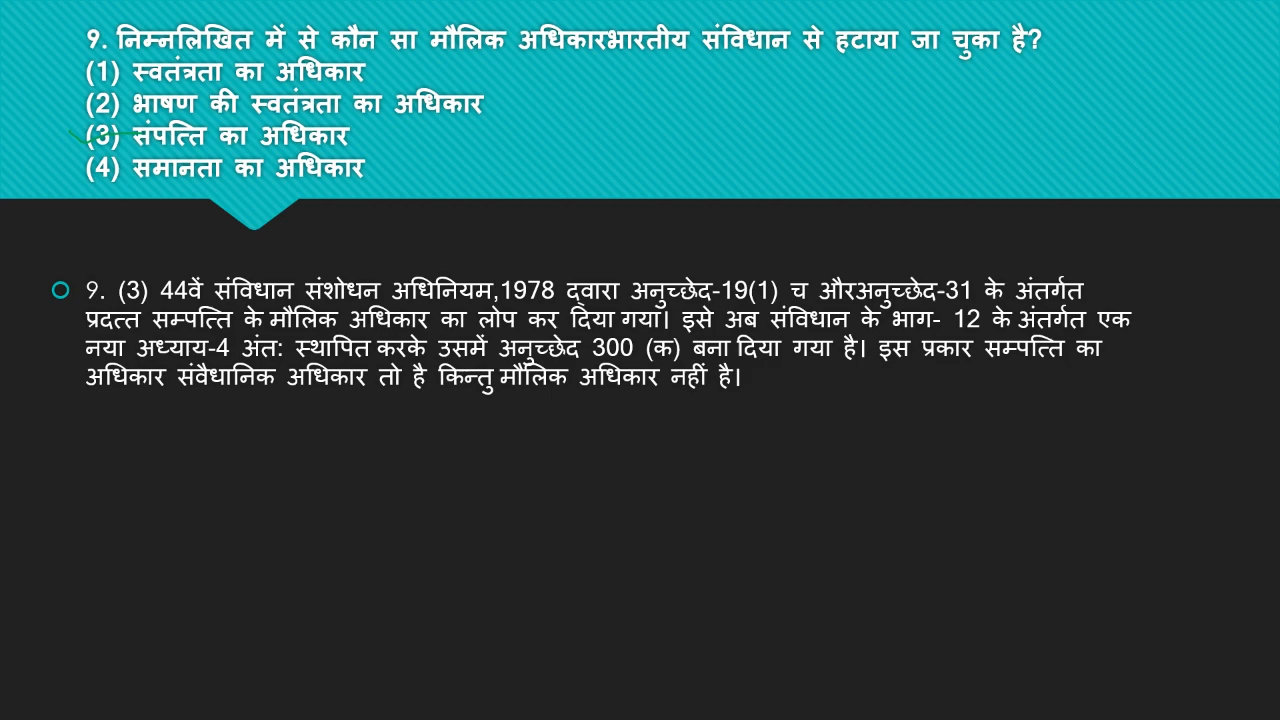 9. निम्नलिखित में से कौन सा मौलिक अधिकारभारतीय संविधान से हटाया जा चुका है?
(1) स्वतंत्रता का अधिकार
(2) भाषण की स्वतंत्रता का अधिकार
(3) संपत्ति का अधिकार
(4) समानता का अधिकार
9. (3) 44वें संविधान संशोधन अधिनियम,1978 द्वारा अनुच्छेद-19(1) च औरअनुच्छेद-31 के अंतर्गत
प्रदत्त सम्पत्ति के मौलिक अधिकार का लोप कर दिया गया। इसे अब संविधान के भाग- 12 के अंतर्गत एक
नया अध्याय-4 अंत: स्थापित करके उसमें अनुच्छेद 300 (क) बना दिया गया है। इस प्रकार सम्पत्ति का
अधिकार संवैधानिक अधिकार तो है किन्तु मौलिक अधिकार नहीं है।